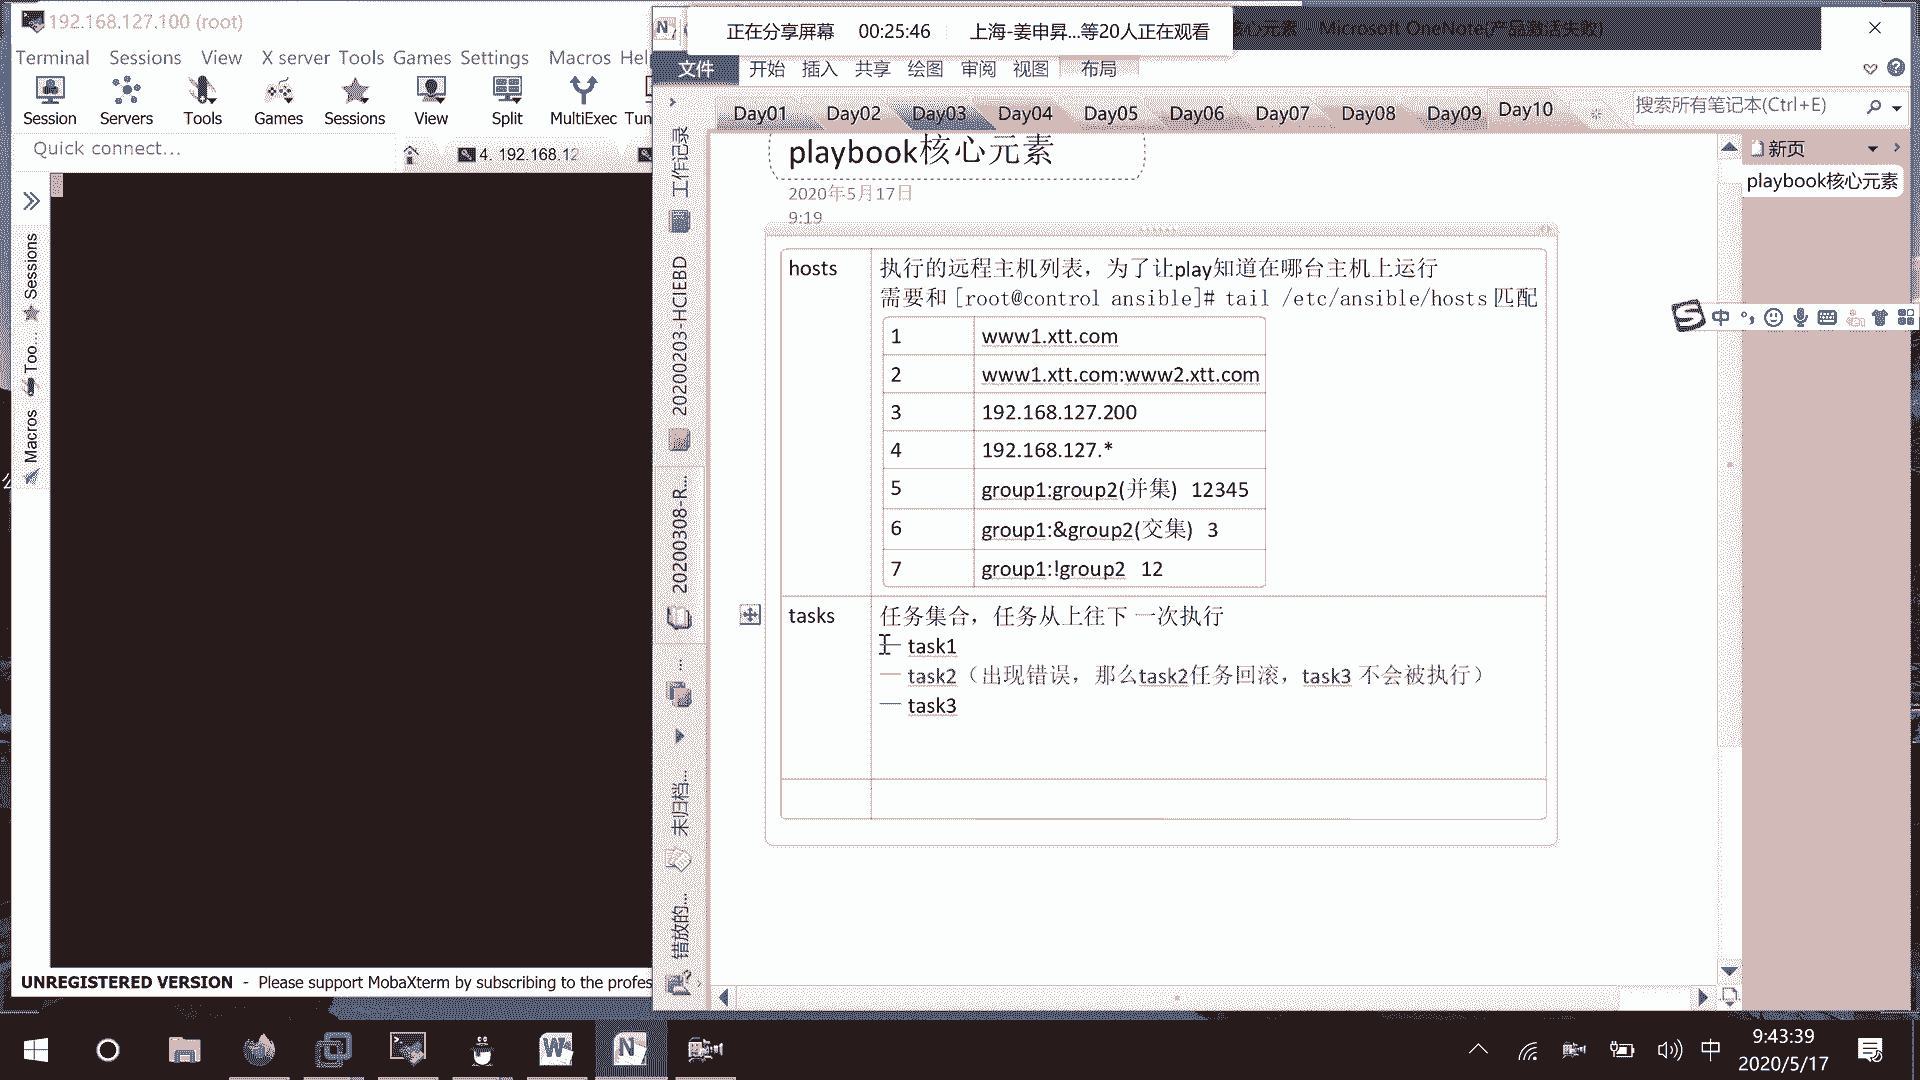 192.168.127.100 (root)
Terminal Sessions View X server Tools Games Settings Macros Hel
Session Servers Tools Games Sessions View Split MultiExec Tun
Quick connect...
4. 192.168.12
Sessions
Too...
Macros
UNREGISTERED VERSION - Please support MobaXterm by subscribing to the profes
正在分享屏幕 00:25:46 上海-姜申昇...等20人正在观看
核心元素 - Microsoft OneNote(产品激活失败)
文件 开始 插入 共享 绘图 审阅 视图 布局
Day01 Day02 Day03 Day04 Day05 Day06 Day07 Day08 Day09 Day10
搜索所有笔记本(Ctrl+E)
工作记录
20200203-HCIEBD
20200308-R...
...
未归档...
错放的...
新页
playbook核心元素
playbook核心元素
2020年5月17日
9:19
hosts 执行的远程主机列表，为了让play知道在哪台主机上运行
需要和 [root@control ansible]# tail /etc/ansible/hosts 匹配
1 www1.xtt.com
2 www1.xtt.com:www2.xtt.com
3 192.168.127.200
4 192.168.127.*
5 group1:group2(并集) 12345
6 group1:&group2(交集) 3
7 group1:!group2 12
tasks 任务集合，任务从上往下 一次执行
— task1
— task2（出现错误，那么task2任务回滚，task3 不会被执行）
— task3
中
中
9:43:39
2020/5/17